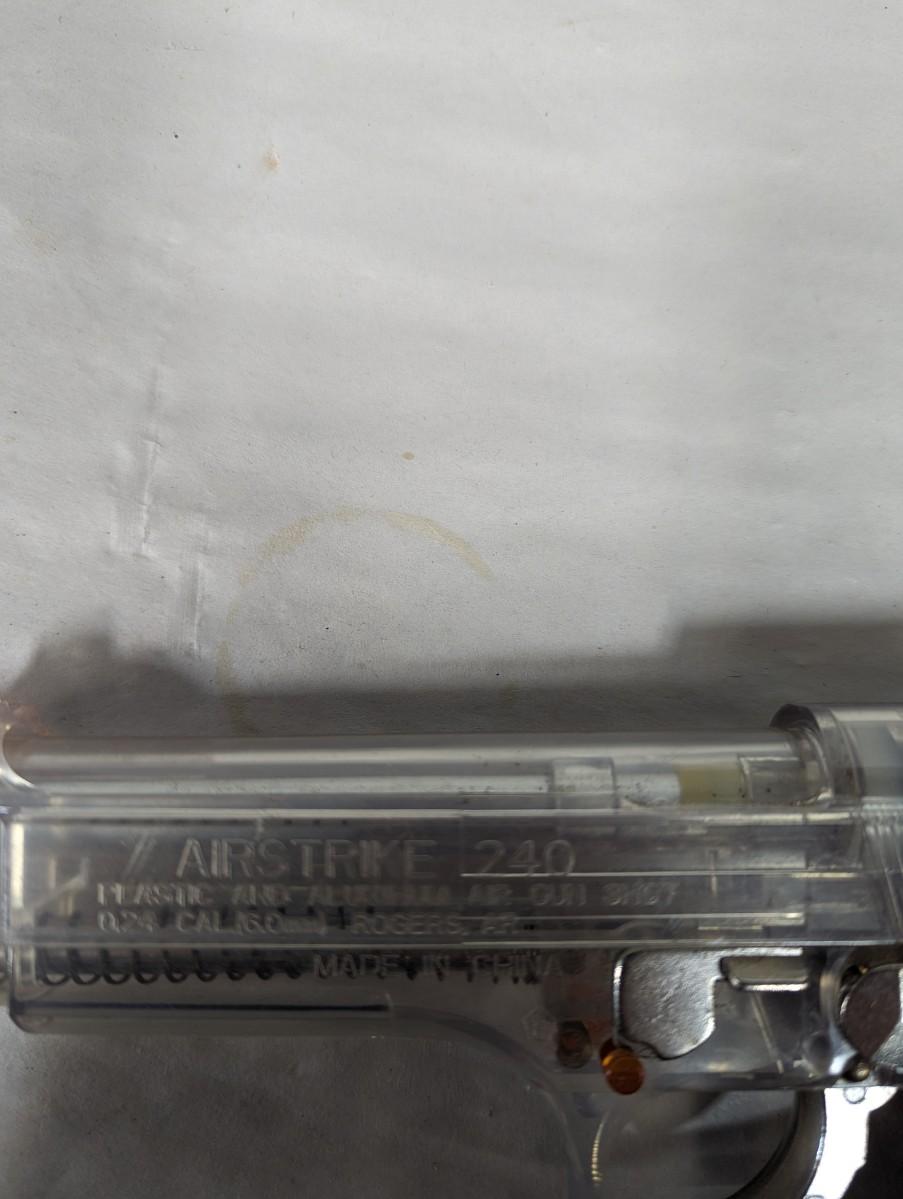 AIRSTRIKE 240
PLASTIC AND ALUMINUM AIR GUN SHOT
0.24 CAL (6.0mm) ROGERS, AR
MADE IN CHINA